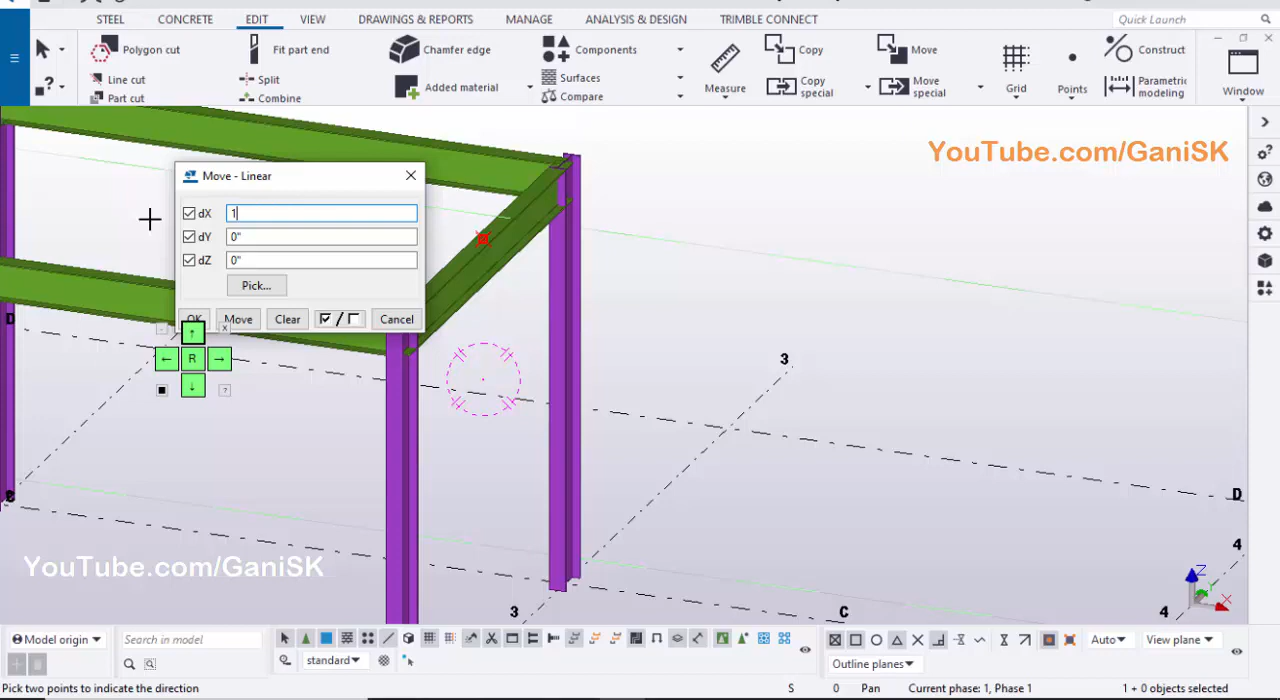 STEEL CONCRETE EDIT VIEW DRAWINGS & REPORTS MANAGE ANALYSIS & DESIGN TRIMBLE CONNECT Quick Launch
Polygon cut Fit part end Chamfer edge Components Copy Move Construct
Line cut Split Added material Surfaces Measure Copy special Move special Grid Points Parametric modeling Window
Part cut Combine Compare
YouTube.com/GaniSK
Move - Linear
dX 1
dY 0"
dZ 0"
Pick...
OK Move Clear / Cancel
R
X
?
D
3
D
B
4
YouTube.com/GaniSK
3
C
4
Z
Y
X
Model origin Search in model Auto View plane
standard Outline planes
Pick two points to indicate the direction S 0 Pan Current phase: 1, Phase 1 1 + 0 objects selected